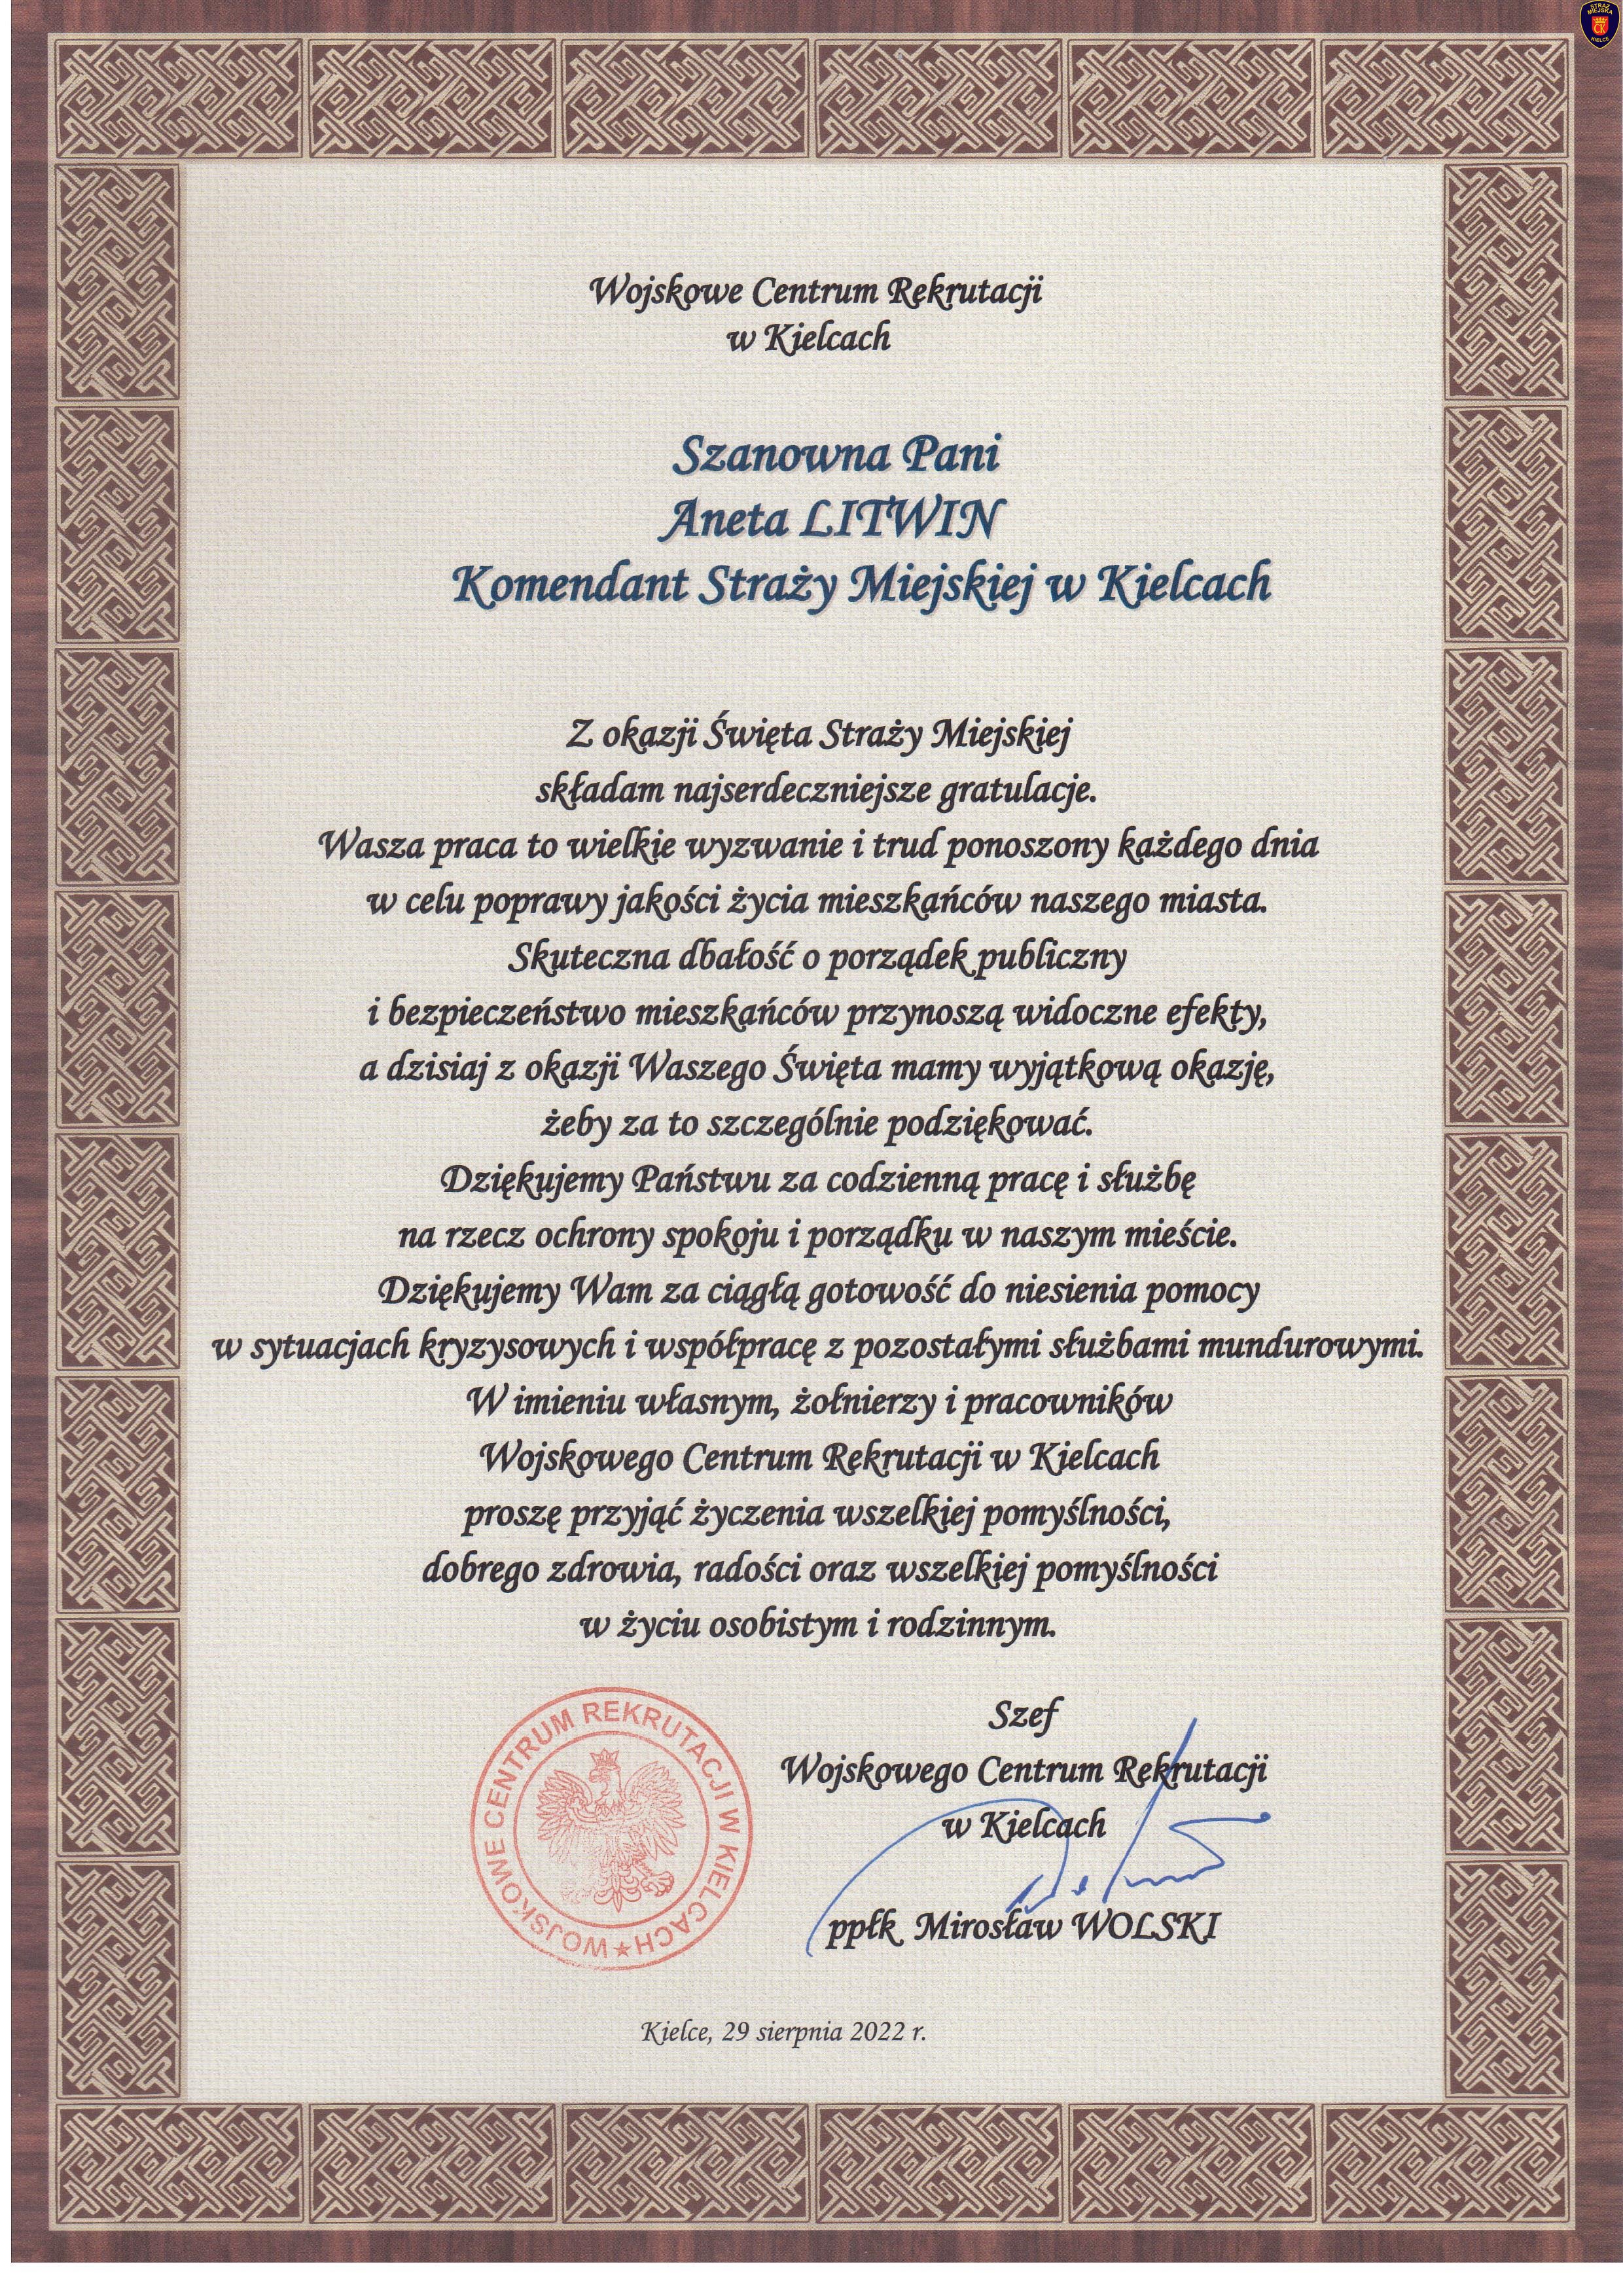 STRAŻ
MIEJSKA
CK
KIELCE
Wojskowe Centrum Rekrutacji
w Kielcach
Szanowna Pani
Aneta LITWIN
Komendant Straży Miejskiej w Kielcach
Z okazji Święta Straży Miejskiej
składam najserdeczniejsze gratulacje.
Wasza praca to wielkie wyzwanie i trud ponoszony każdego dnia
w celu poprawy jakości życia mieszkańców naszego miasta.
Skuteczna dbałość o porządek publiczny
i bezpieczeństwo mieszkańców przynoszą widoczne efekty,
a dzisiaj z okazji Waszego Święta mamy wyjątkową okazję,
żeby za to szczególnie podziękować.
Dziękujemy Państwu za codzienną pracę i służbę
na rzecz ochrony spokoju i porządku w naszym mieście.
Dziękujemy Wam za ciągłą gotowość do niesienia pomocy
w sytuacjach kryzysowych i współpracę z pozostałymi służbami mundurowymi.
W imieniu własnym, żołnierzy i pracowników
Wojskowego Centrum Rekrutacji w Kielcach
proszę przyjąć życzenia wszelkiej pomyślności,
dobrego zdrowia, radości oraz wszelkiej pomyślności
w życiu osobistym i rodzinnym.
WOJSKOWE CENTRUM REKRUTACJI W KIELCACH
Szef
Wojskowego Centrum Rekrutacji
w Kielcach
ppłk Mirosław WOLSKI
Kielce, 29 sierpnia 2022 r.